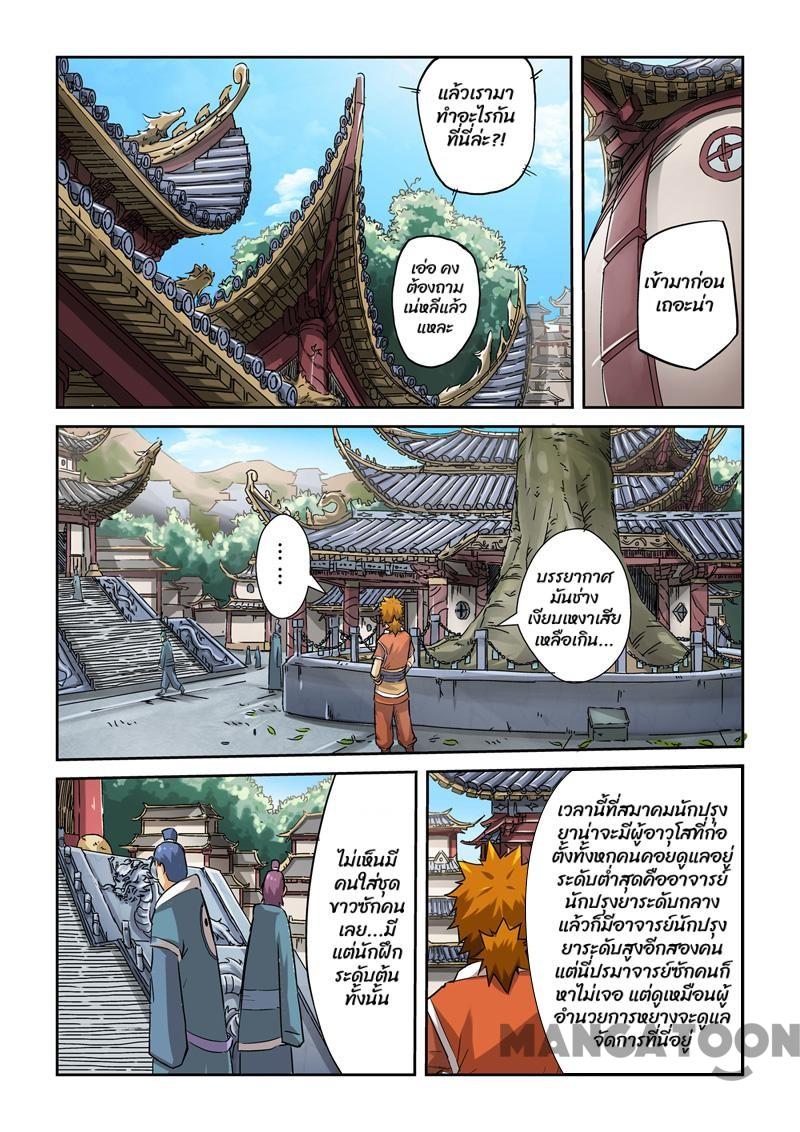 แล้วเรามา
ทำอะไรกัน
ที่นี่ล่ะ?!
เอ่อ คง
ต้องถาม
เน่หลีแล้ว
แหละ
เข้ามาก่อน
เถอะน่า
......
บรรยากาศ
มันช่าง
เงียบเหงาเสีย
เหลือเกิน...
ไม่เห็นมี
คนใส่ชุด
ขาวซักคน
เลย...มี
แต่นักฝึก
ระดับต้น
ทั้งนั้น
เวลานี้ที่สมาคมนักปรุง
ยาน่าจะมีผู้อาวุโสที่ก่อ
ตั้งทั้งหกคนคอยดูแลอยู่
ระดับต่ำสุดคืออาจารย์
นักปรุงยาระดับกลาง
แล้วก็มีอาจารย์นักปรุง
ยาระดับสูงอีกสองคน
แต่นี่ปรมาจารย์ซักคนก็
หาไม่เจอ แต่ดูเหมือนผู้
อำนวยการหยางจะดูแล
จัดการที่นี่อยู่
MANGATOON